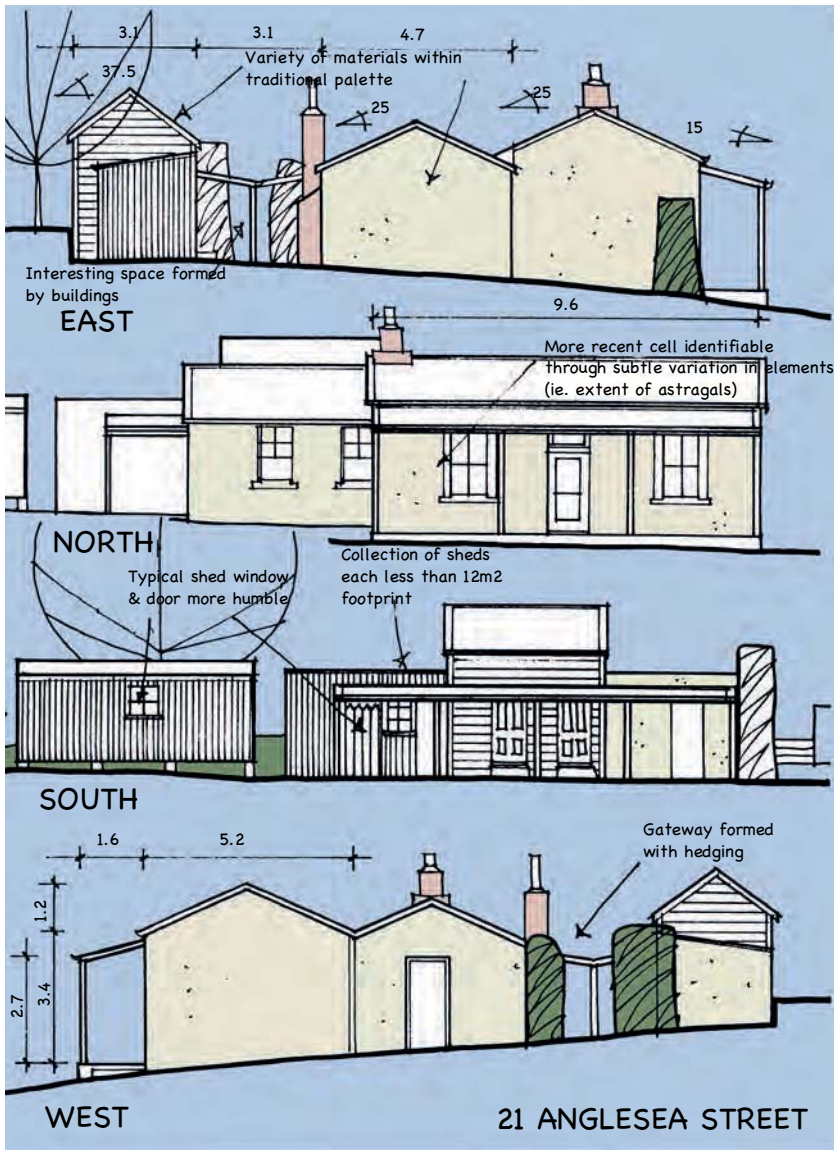 3.1
3.1
4.7
Variety of materials within
traditional palette
37.5
25
25
15
Interesting space formed
by buildings
EAST
9.6
More recent cell identifiable
through subtle variation in elements
(ie. extent of astragals)
NORTH
Typical shed window
& door more humble
Collection of sheds
each less than 12m2
footprint
SOUTH
1.6
5.2
Gateway formed
with hedging
1.2
2.7
3.4
WEST
21 ANGLESEA STREET